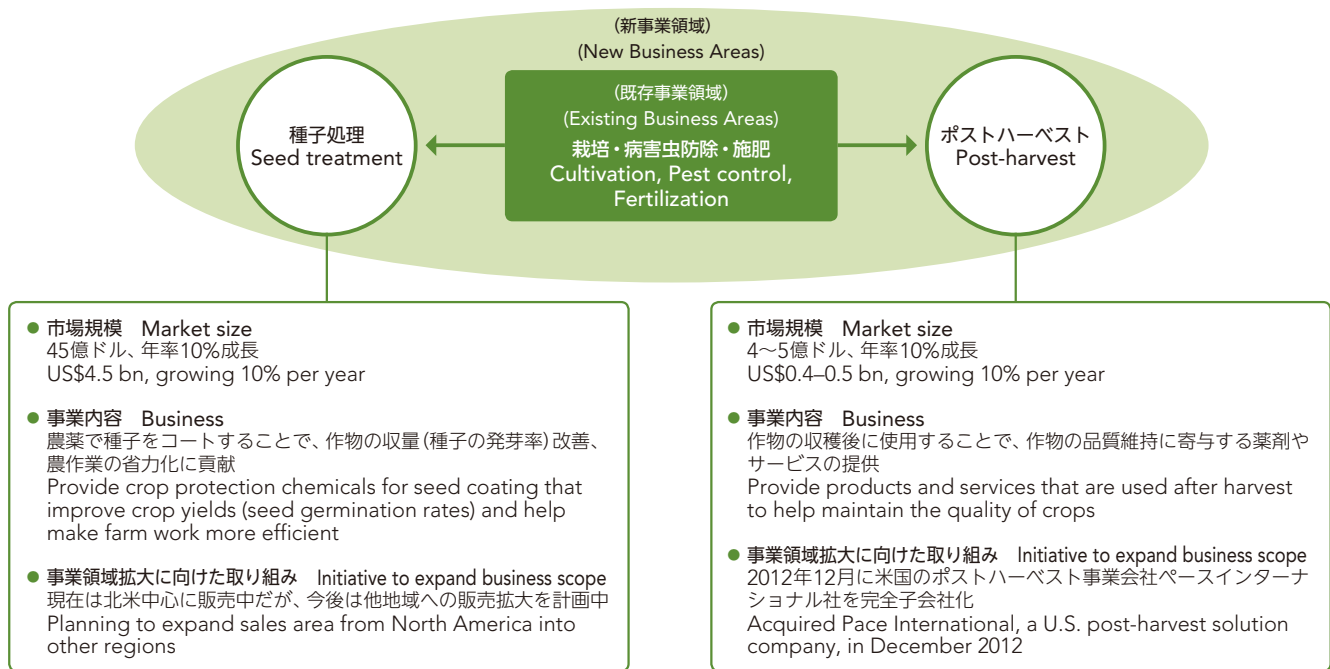 (新事業領域)
(New Business Areas)
(既存事業領域)
(Existing Business Areas)
栽培・病害虫防除・施肥
Cultivation, Pest control,
Fertilization
種子処理
Seed treatment
ポストハーベスト
Post-harvest
● 市場規模 Market size
45億ドル、年率10%成長
US$4.5 bn, growing 10% per year
● 事業内容 Business
農薬で種子をコートすることで、作物の収量(種子の発芽率)改善、
農作業の省力化に貢献
Provide crop protection chemicals for seed coating that
improve crop yields (seed germination rates) and help
make farm work more efficient
● 事業領域拡大に向けた取り組み Initiative to expand business scope
現在は北米中心に販売中だが、今後は他地域への販売拡大を計画中
Planning to expand sales area from North America into
other regions
● 市場規模 Market size
4～5億ドル、年率10%成長
US$0.4–0.5 bn, growing 10% per year
● 事業内容 Business
作物の収穫後に使用することで、作物の品質維持に寄与する薬剤や
サービスの提供
Provide products and services that are used after harvest
to help maintain the quality of crops
● 事業領域拡大に向けた取り組み Initiative to expand business scope
2012年12月に米国のポストハーベスト事業会社ペースインターナ
ショナル社を完全子会社化
Acquired Pace International, a U.S. post-harvest solution
company, in December 2012